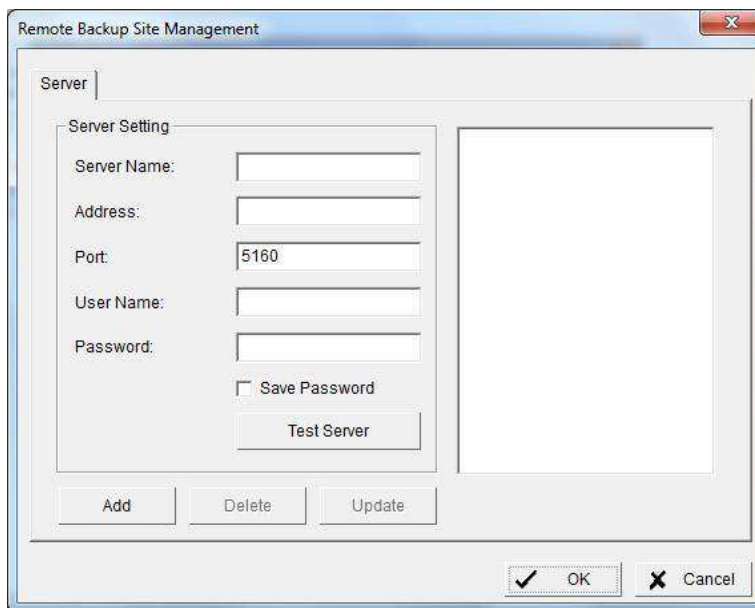 Remote Backup Site Management
Server
Server Setting
Server Name:
Address:
Port: 5160
User Name:
Password:
Save Password
Test Server
Add Delete Update
OK Cancel